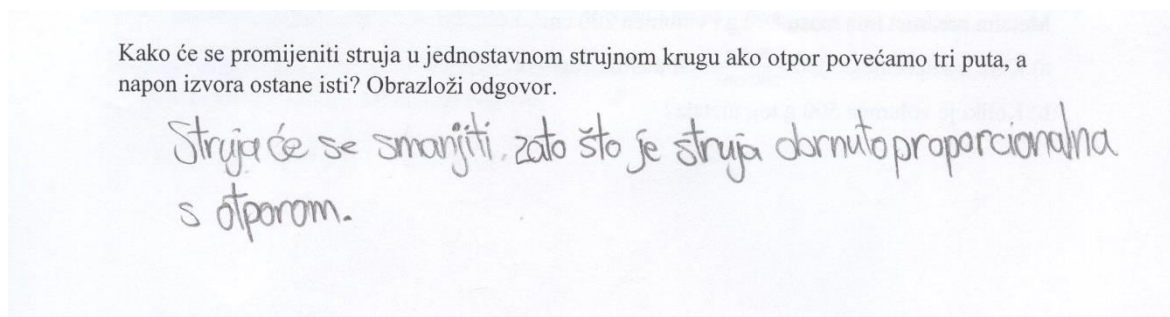 Kako će se promijeniti struja u jednostavnom strujnom krugu ako otpor povećamo tri puta, a
napon izvora ostane isti? Obrazloži odgovor.
Struja će se smanjiti. zato što je struja obrnuto proporcionalna
s otporom.